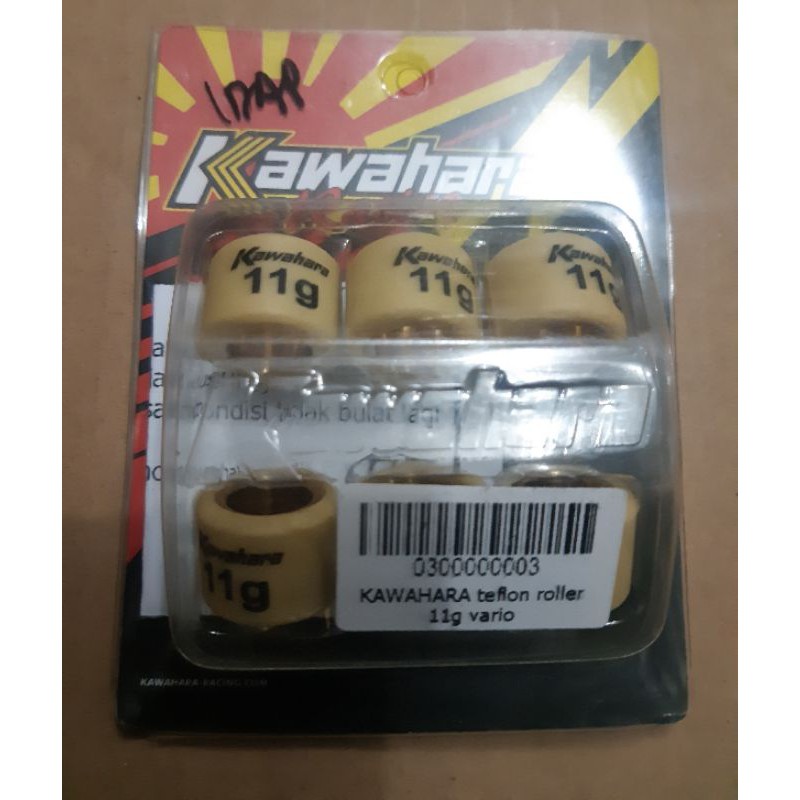 1DAP
Kawahara
Kawahara
11g
Kawahara
11g
Kawahara
11g
kondisi tidak bulat lagi
Kawahara
11g
0300000003
KAWAHARA teflon roller
11g vario
KAWAHARA-RACING.COM